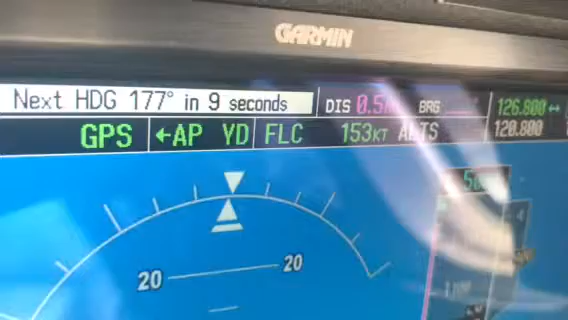 GARMIN
Next HDG 177° in 9 seconds DIS BRG 126.800 ↔
GPS ←AP YD FLC 153KT ALTS 120.800
20 20